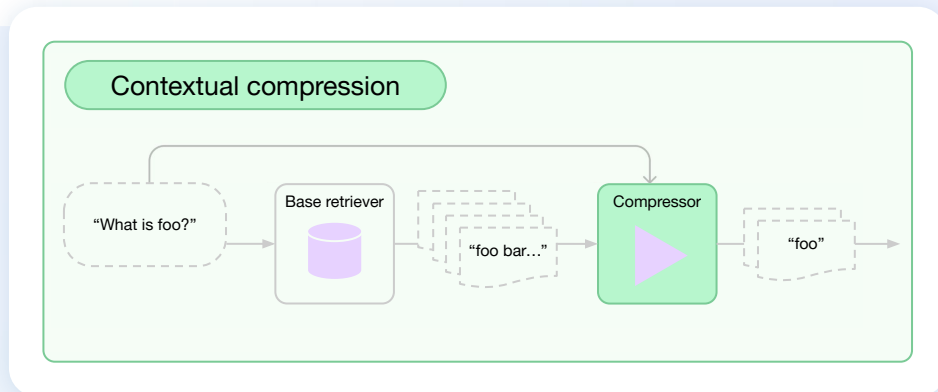 Contextual compression
“What is foo?”
Base retriever
“foo bar…”
Compressor
“foo”